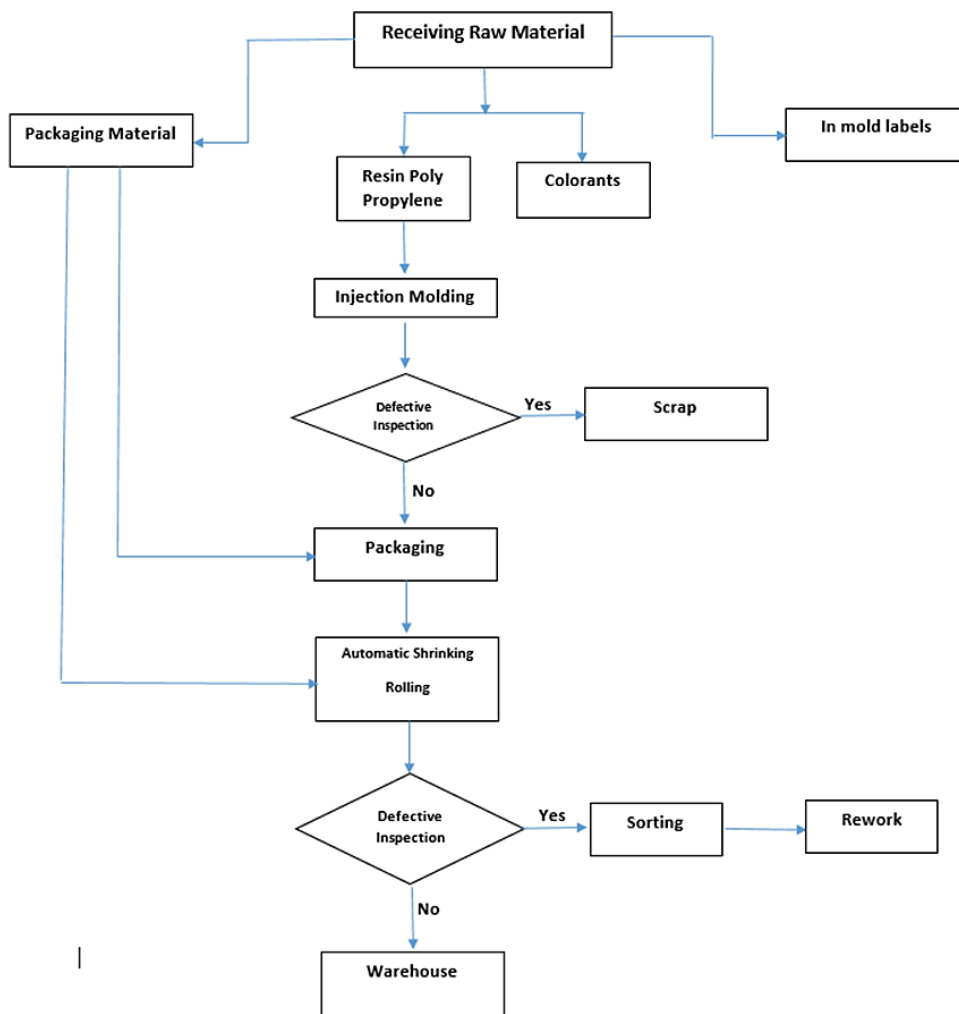 Receiving Raw Material
Packaging Material
In mold labels
Resin Poly
Propylene
Colorants
Injection Molding
Defective
Inspection
Yes
Scrap
No
Packaging
Automatic Shrinking
Rolling
Defective
Inspection
Yes
Sorting
Rework
No
Warehouse